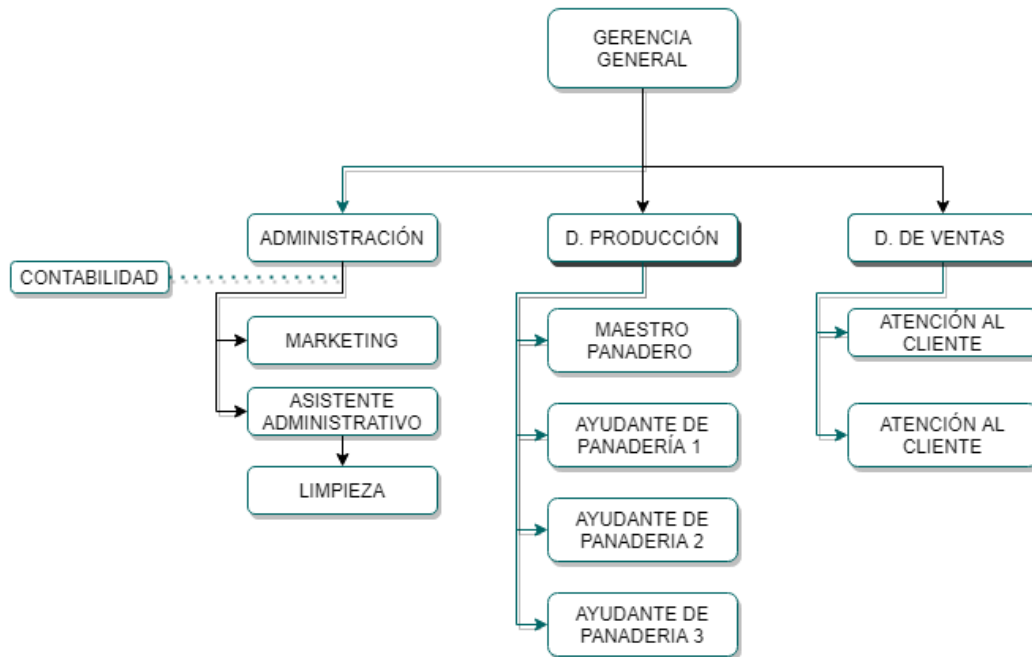 GERENCIA
GENERAL
ADMINISTRACIÓN
D. PRODUCCIÓN
D. DE VENTAS
CONTABILIDAD
MARKETING
ASISTENTE
ADMINISTRATIVO
LIMPIEZA
MAESTRO
PANADERO
AYUDANTE DE
PANADERÍA 1
AYUDANTE DE
PANADERIA 2
AYUDANTE DE
PANADERIA 3
ATENCIÓN AL
CLIENTE
ATENCIÓN AL
CLIENTE